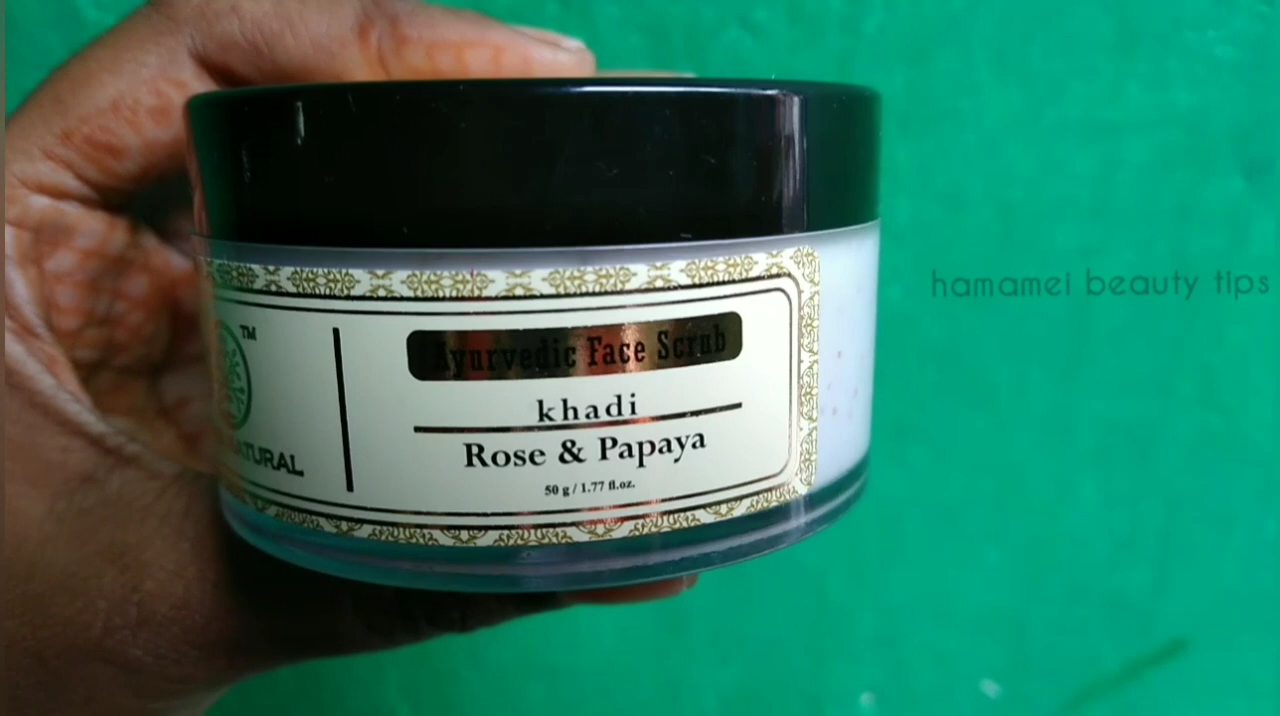 TM
NATURAL
Ayurvedic Face Scrub
khadi
Rose & Papaya
50 g / 1.77 fl.oz.
hamamei beauty tips